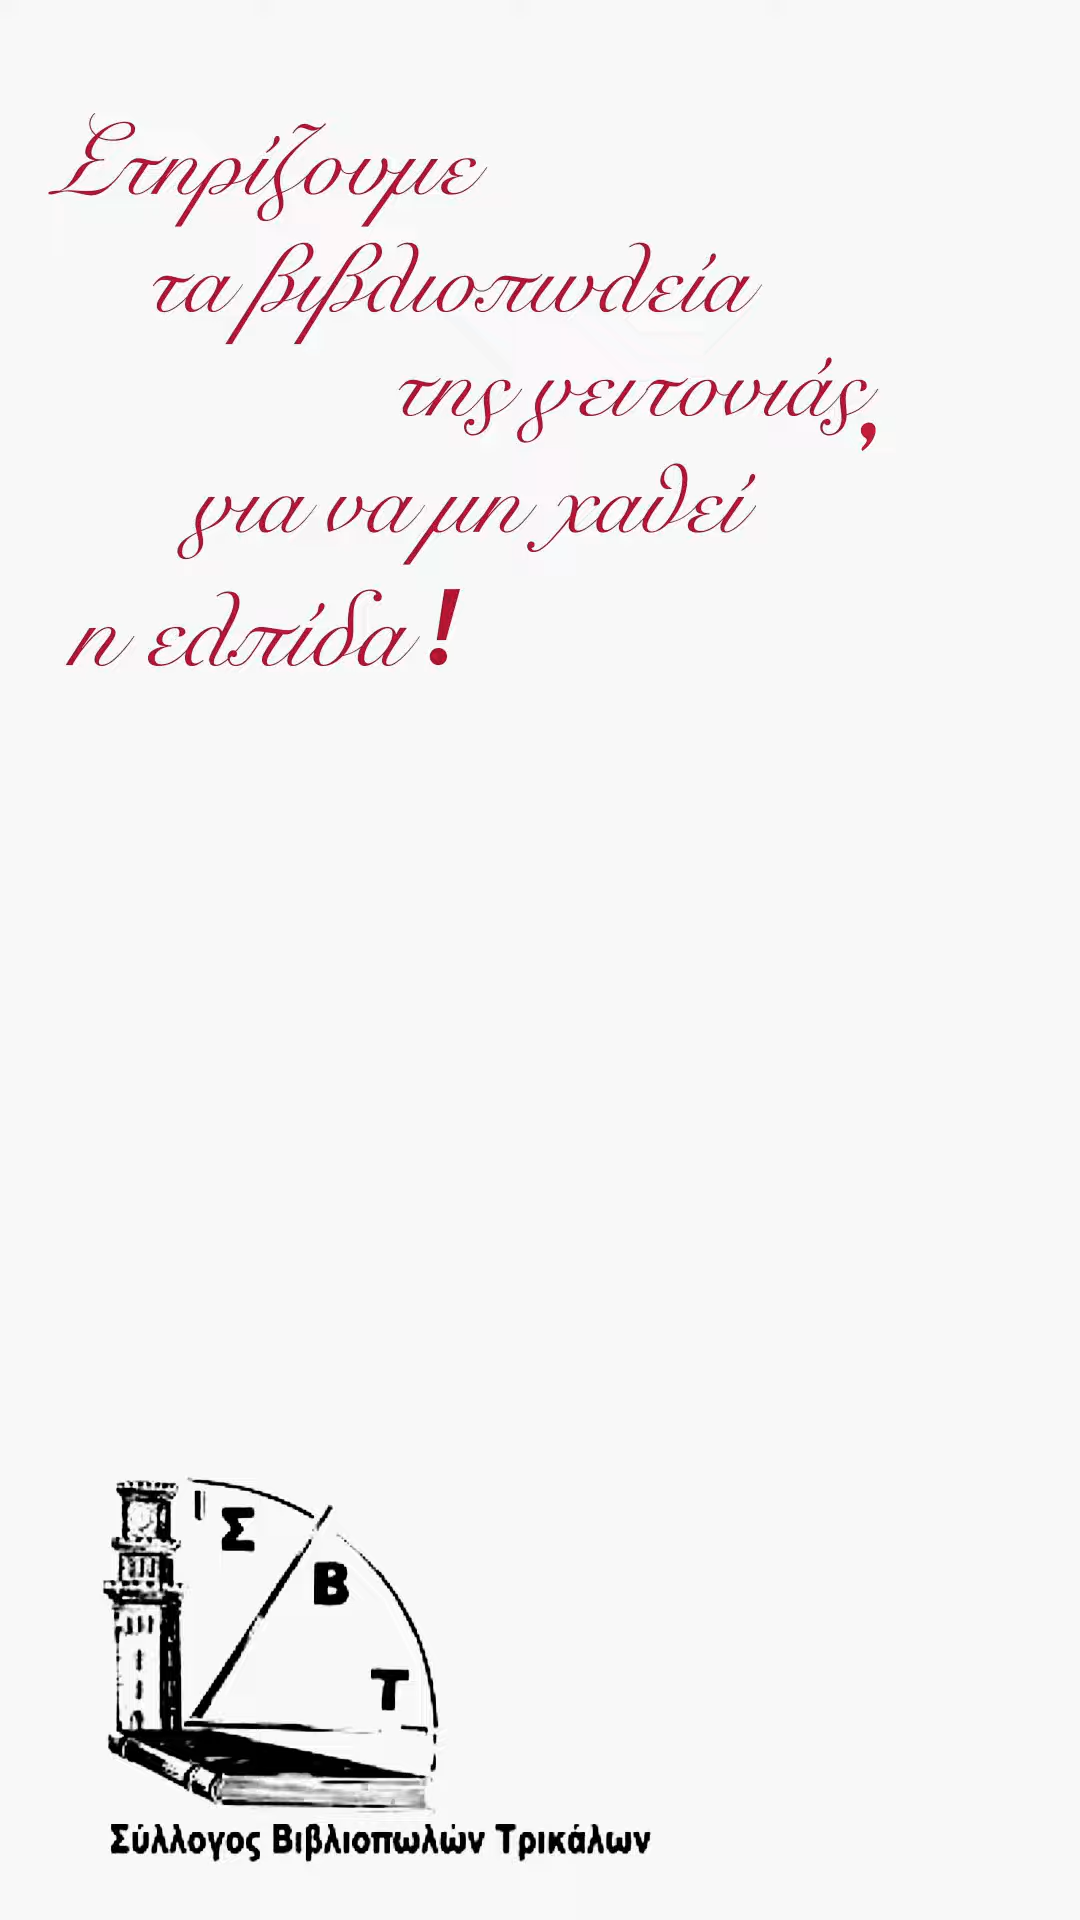 Στηρίζουμε
τα βιβλιοπωλεία
της γειτονιάς,
για να μη χαθεί
η ελπίδα!
Σ
Β
Τ
Σύλλογος Βιβλιοπωλών Τρικάλων